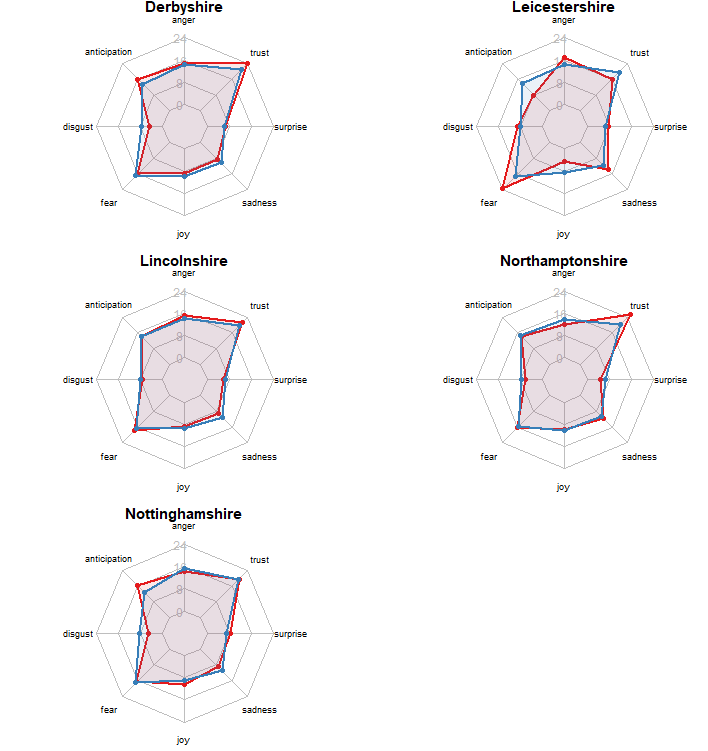 Derbyshire
anger
24
16
8
0
trust
surprise
sadness
joy
fear
disgust
anticipation
Leicestershire
anger
24
16
8
0
trust
surprise
sadness
joy
fear
disgust
anticipation
Lincolnshire
anger
24
16
8
0
trust
surprise
sadness
joy
fear
disgust
anticipation
Northamptonshire
anger
24
16
8
0
trust
surprise
sadness
joy
fear
disgust
anticipation
Nottinghamshire
anger
24
16
8
0
trust
surprise
sadness
joy
fear
disgust
anticipation